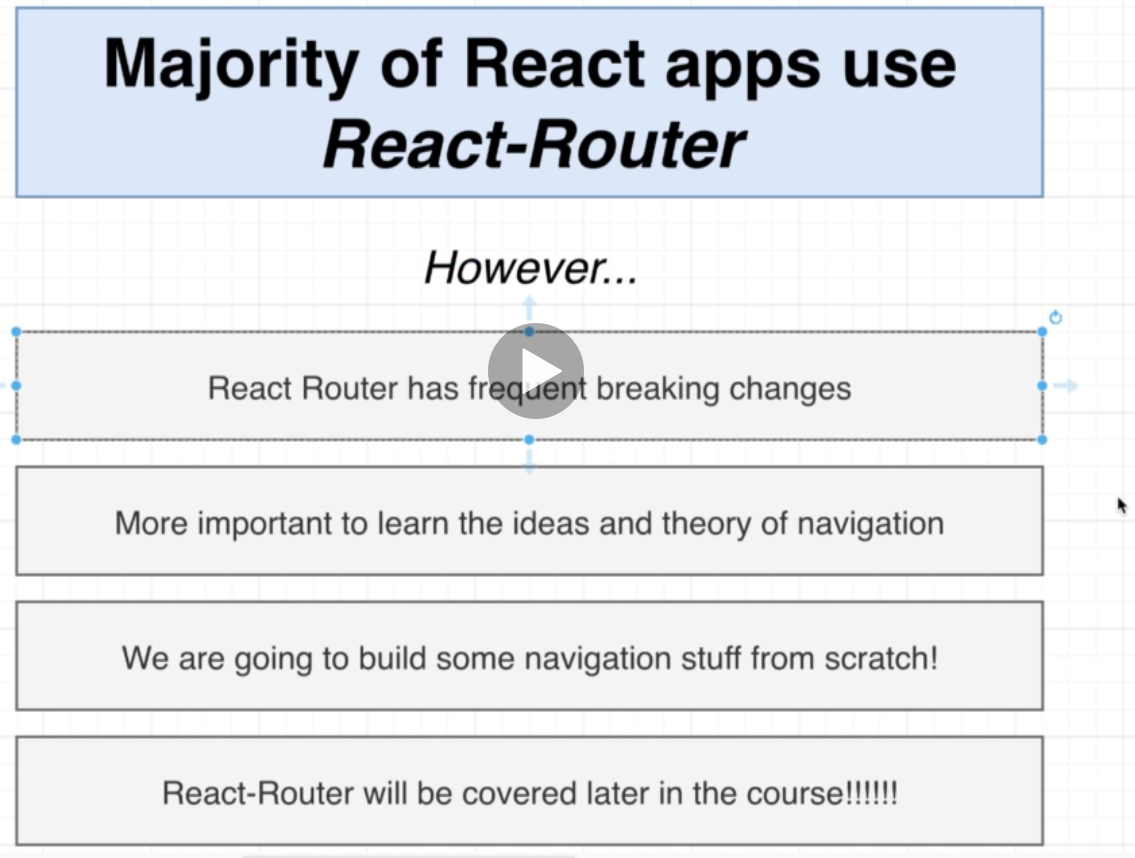 Majority of React apps use
React-Router
However...
React Router has frequent breaking changes
More important to learn the ideas and theory of navigation
We are going to build some navigation stuff from scratch!
React-Router will be covered later in the course!!!!!!